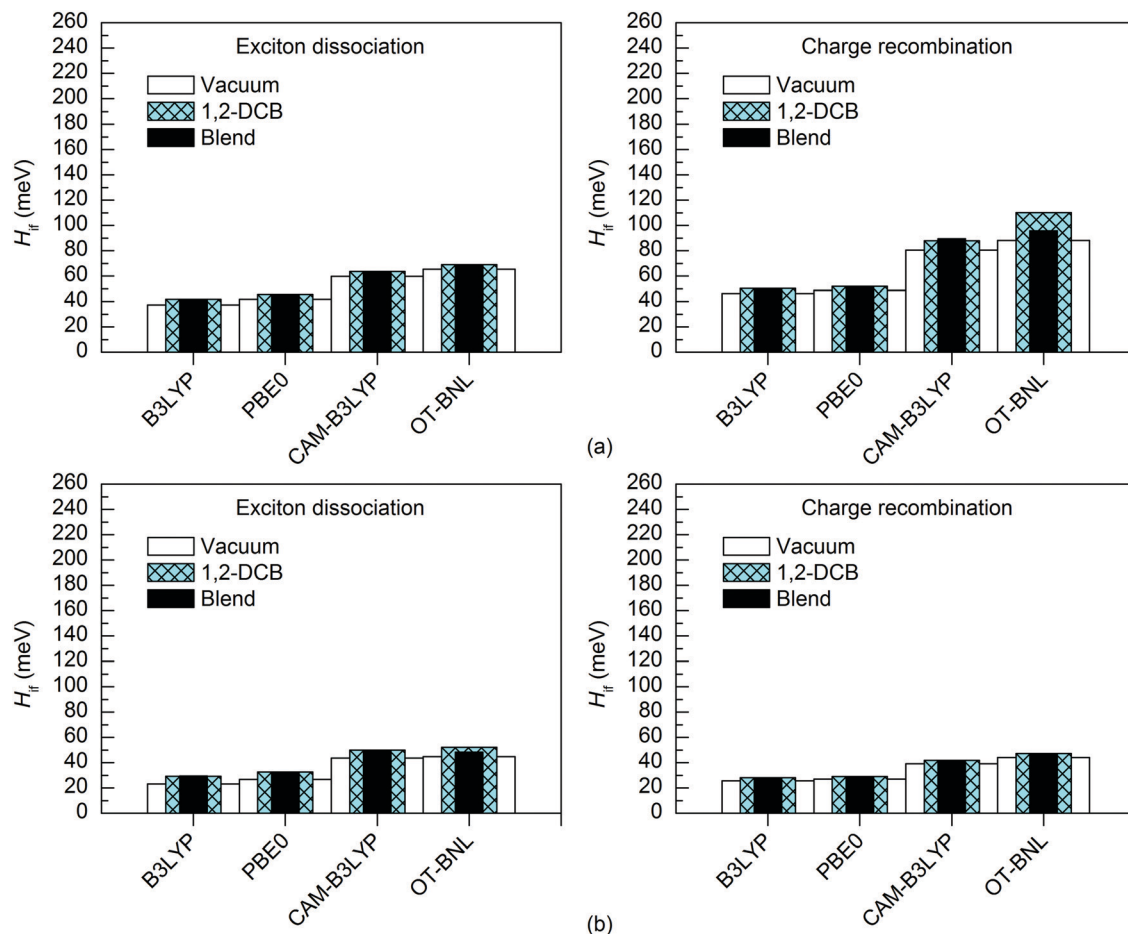 Exciton dissociation
Vacuum
1,2-DCB
Blend
H_if (meV)
260
240
220
200
180
160
140
120
100
80
60
40
20
0
B3LYP
PBE0
CAM-B3LYP
OT-BNL
Charge recombination
Vacuum
1,2-DCB
Blend
H_if (meV)
260
240
220
200
180
160
140
120
100
80
60
40
20
0
B3LYP
PBE0
CAM-B3LYP
OT-BNL
(a)
Exciton dissociation
Vacuum
1,2-DCB
Blend
H_if (meV)
260
240
220
200
180
160
140
120
100
80
60
40
20
0
B3LYP
PBE0
CAM-B3LYP
OT-BNL
Charge recombination
Vacuum
1,2-DCB
Blend
H_if (meV)
260
240
220
200
180
160
140
120
100
80
60
40
20
0
B3LYP
PBE0
CAM-B3LYP
OT-BNL
(b)